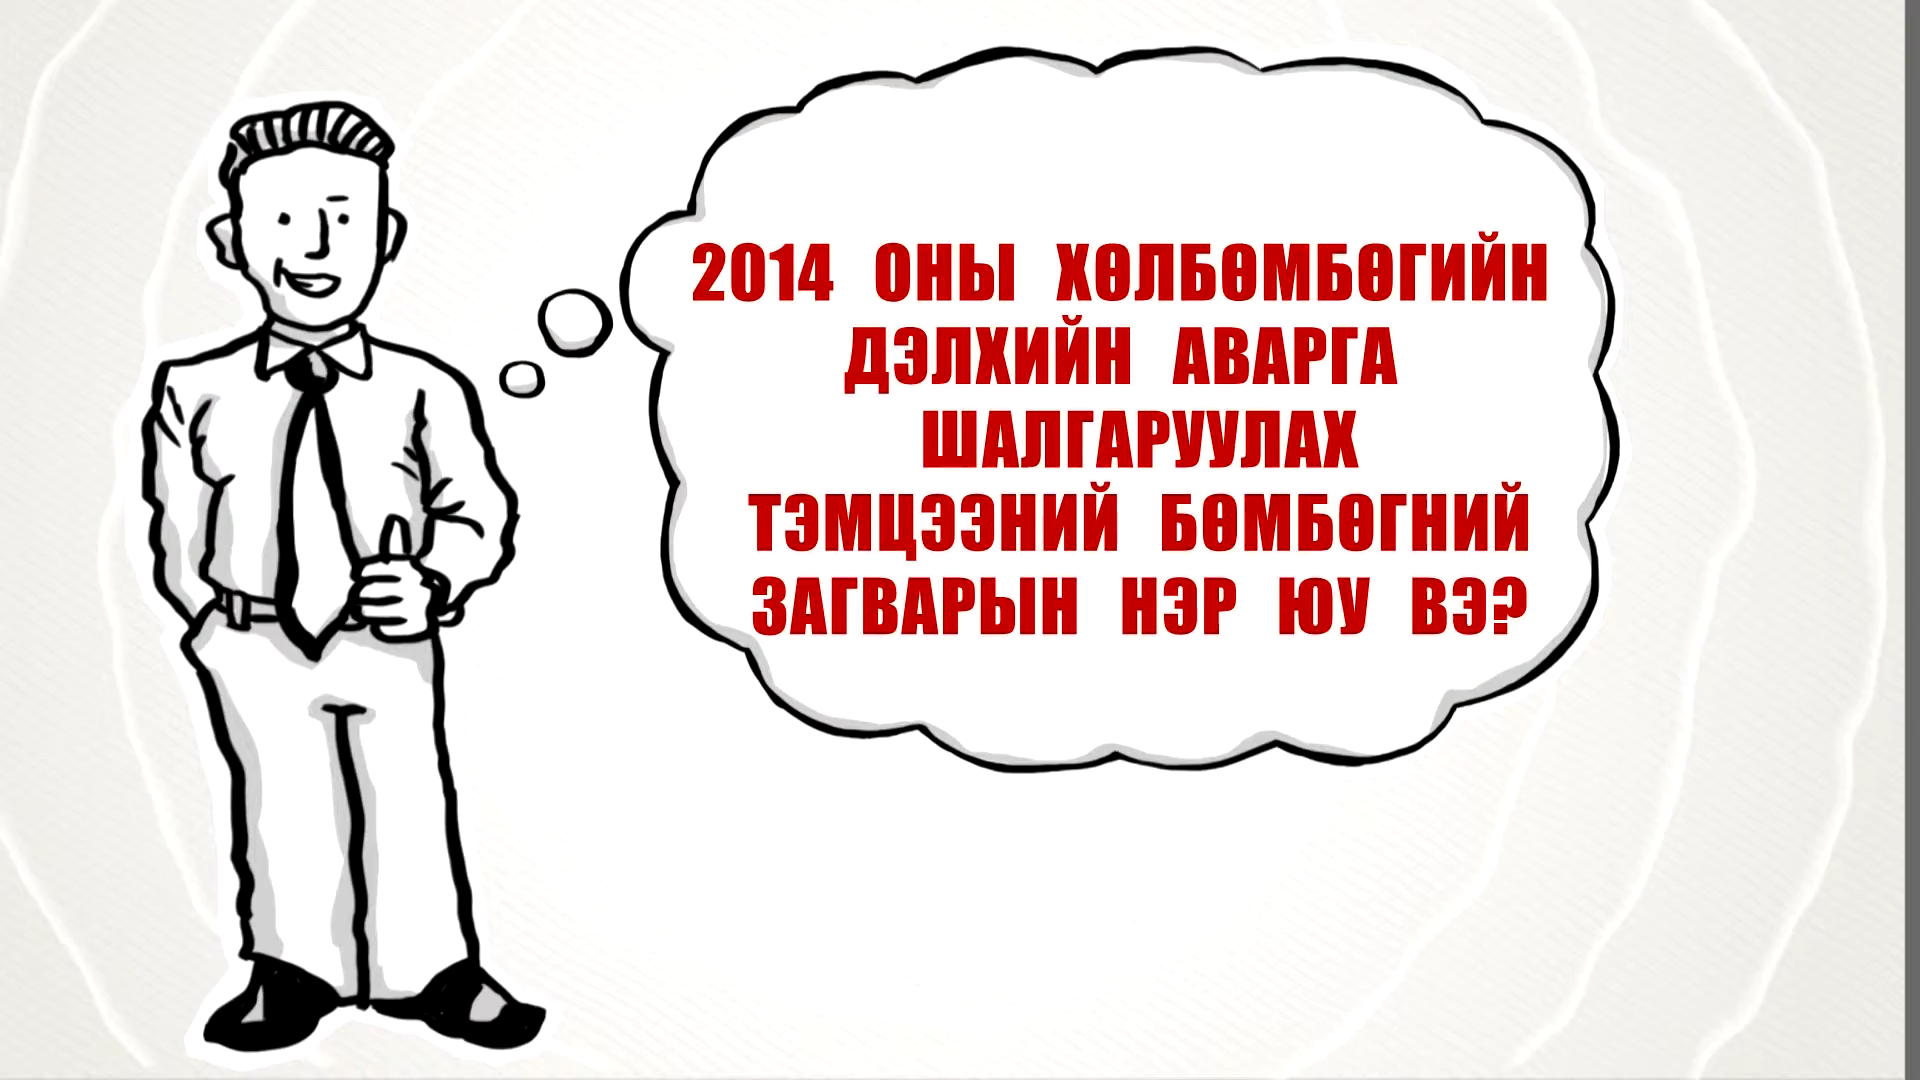 2014 ОНЫ ХӨЛБӨМБӨГИЙН
ДЭЛХИЙН АВАРГА
ШАЛГАРУУЛАХ
ТЭМЦЭЭНИЙ БӨМБӨГНИЙ
ЗАГВАРЫН НЭР ЮУ ВЭ?